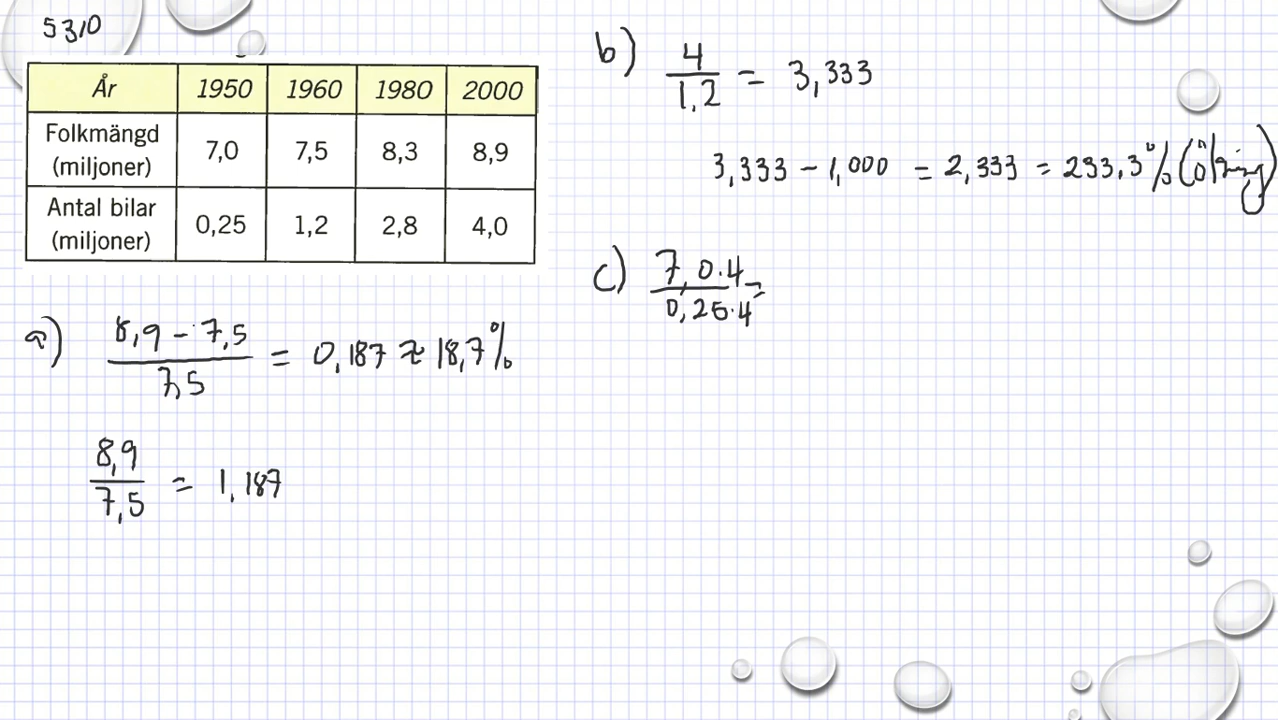 5310
År 1950 1960 1980 2000
Folkmängd (miljoner) 7,0 7,5 8,3 8,9
Antal bilar (miljoner) 0,25 1,2 2,8 4,0
a) 8,9 - 7,5 / 7,5 = 0,187 ≈ 18,7%
8,9 / 7,5 = 1,187
b) 4 / 1,2 = 3,333
3,333 - 1,000 = 2,333 = 233,3% (ökning)
c) 7,0·4 / 0,25·4 =